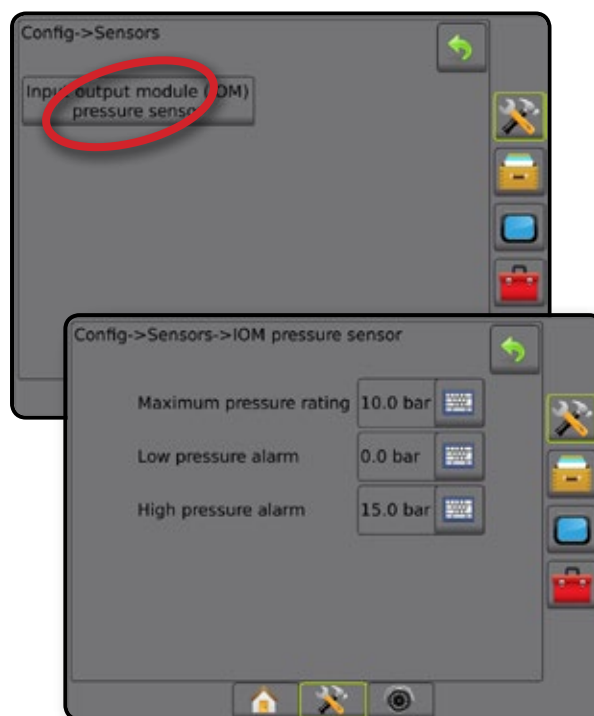 Config->Sensors
Input output module (IOM)
pressure sensor
Config->Sensors->IOM pressure sensor
Maximum pressure rating 10.0 bar
Low pressure alarm 0.0 bar
High pressure alarm 15.0 bar